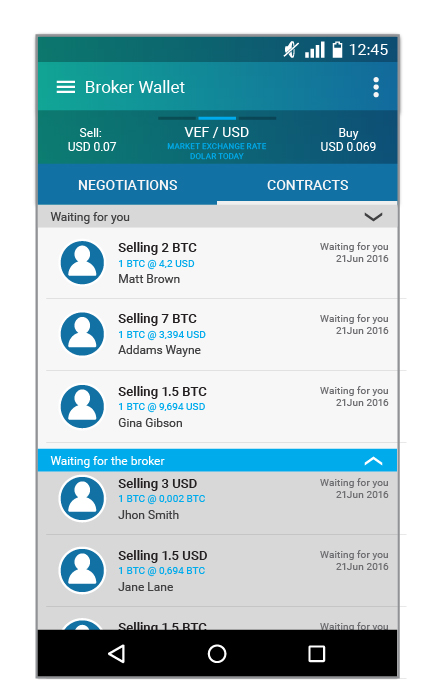 12:45
Broker Wallet
Sell:
USD 0.07
VEF / USD
MARKET EXCHANGE RATE
DOLAR TODAY
Buy
USD 0.069
NEGOTIATIONS
CONTRACTS
Waiting for you
Selling 2 BTC
1 BTC @ 4,2 USD
Matt Brown
Waiting for you
21Jun 2016
Selling 7 BTC
1 BTC @ 3,394 USD
Addams Wayne
Waiting for you
21Jun 2016
Selling 1.5 BTC
1 BTC @ 9,694 USD
Gina Gibson
Waiting for you
21Jun 2016
Waiting for the broker
Selling 3 USD
1 BTC @ 0,002 BTC
Jhon Smith
Waiting for you
21Jun 2016
Selling 1.5 USD
1 BTC @ 0,694 BTC
Jane Lane
Waiting for you
21Jun 2016
Selling 1.5 BTC
Waiting for you